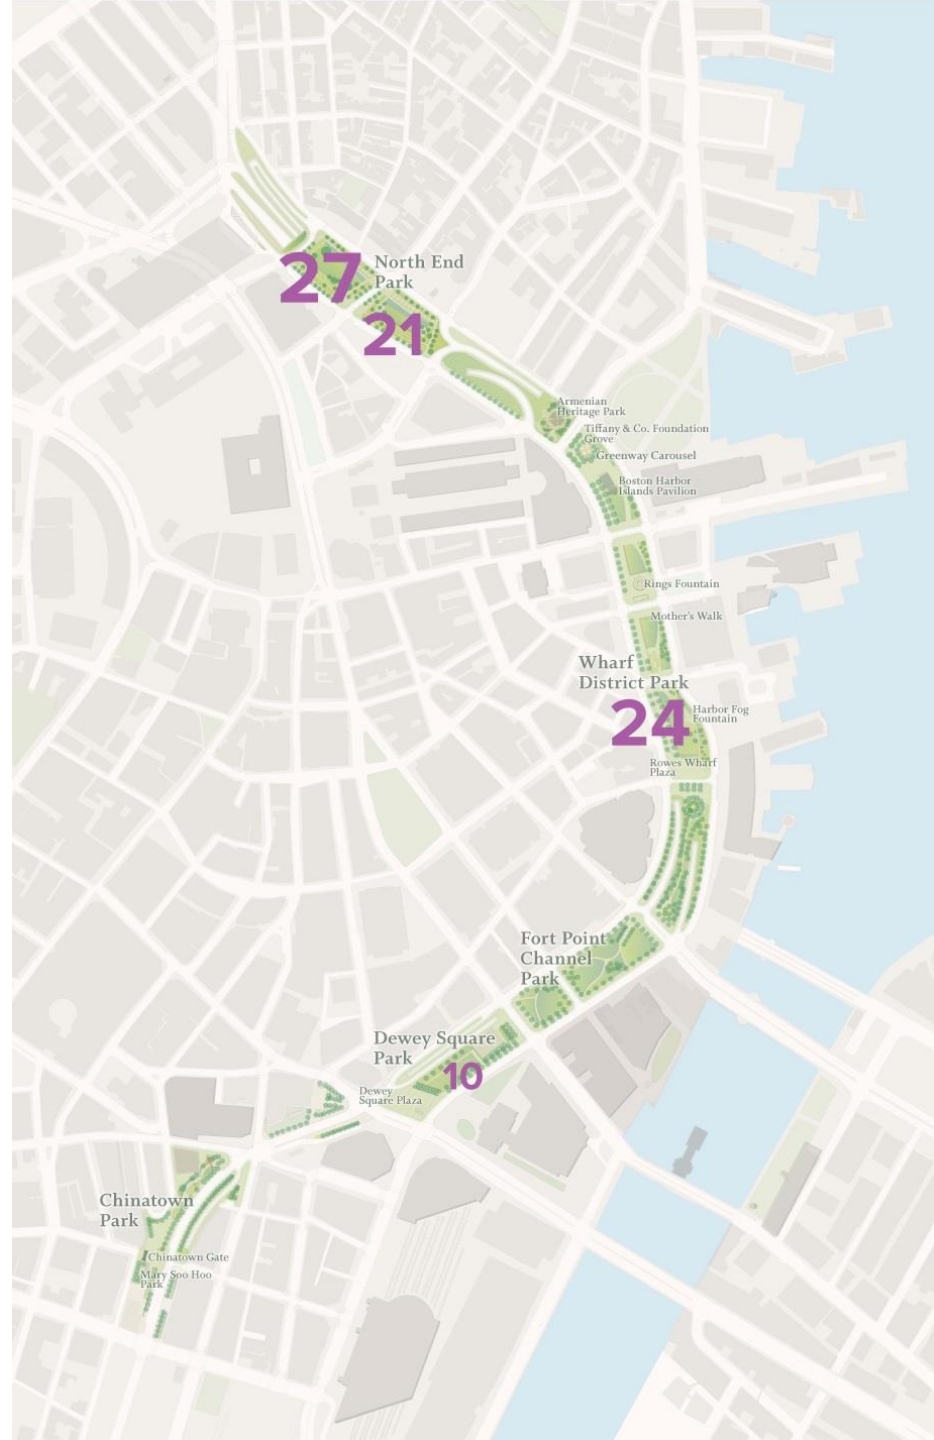 27
North End
Park
21
Armenian
Heritage Park
Tiffany & Co. Foundation
Grove
Greenway Carousel
Boston Harbor
Islands Pavilion
Rings Fountain
Mother's Walk
Wharf
District Park
24
Harbor Fog
Fountain
Rowes Wharf
Plaza
Fort Point
Channel
Park
Dewey Square
Park
10
Dewey
Square Plaza
Chinatown
Park
Chinatown Gate
Mary Soo Hoo
Park